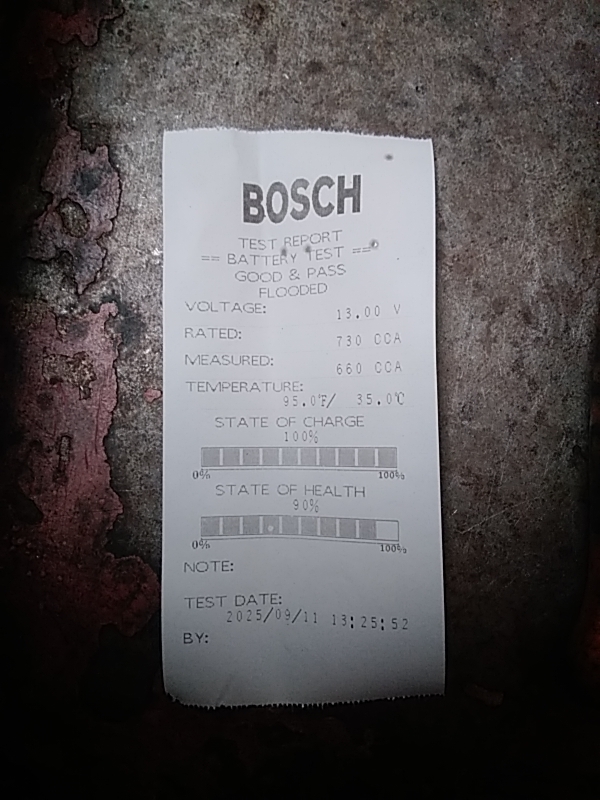 BOSCH
TEST REPORT
== BATTERY TEST ==
GOOD & PASS
FLOODED
VOLTAGE: 13.00 V
RATED: 730 CCA
MEASURED: 660 CCA
TEMPERATURE:
95.0℉/ 35.0℃
STATE OF CHARGE
100%
0% 100%
STATE OF HEALTH
90%
0% 100%
NOTE:
TEST DATE:
2025/09/11 13:25:52
BY: